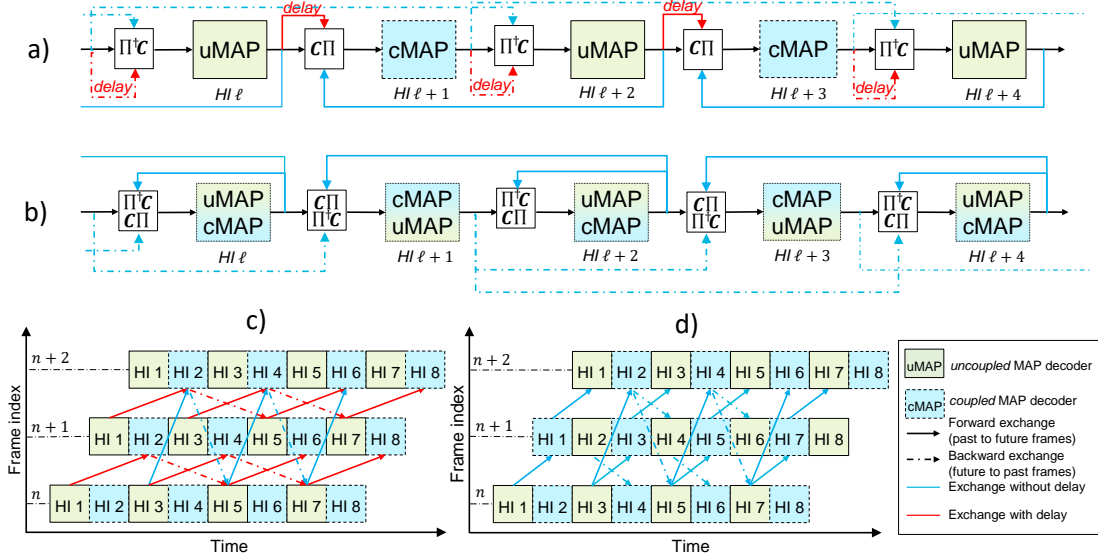 a)
delay
delay
Π†C
uMAP
CΠ
cMAP
Π†C
uMAP
CΠ
cMAP
Π†C
uMAP
delay
delay
delay
HI ℓ
HI ℓ + 1
HI ℓ + 2
HI ℓ + 3
HI ℓ + 4
b)
Π†C
CΠ
uMAP
cMAP
CΠ
Π†C
cMAP
uMAP
Π†C
CΠ
uMAP
cMAP
CΠ
Π†C
cMAP
uMAP
Π†C
CΠ
uMAP
cMAP
HI ℓ
HI ℓ + 1
HI ℓ + 2
HI ℓ + 3
HI ℓ + 4
c)
Frame index
n + 2
HI 1 HI 2 HI 3 HI 4 HI 5 HI 6 HI 7 HI 8
n + 1
HI 1 HI 2 HI 3 HI 4 HI 5 HI 6 HI 7 HI 8
n
HI 1 HI 2 HI 3 HI 4 HI 5 HI 6 HI 7 HI 8
Time
d)
Frame index
n + 2
HI 1 HI 2 HI 3 HI 4 HI 5 HI 6 HI 7 HI 8
n + 1
HI 1 HI 2 HI 3 HI 4 HI 5 HI 6 HI 7 HI 8
n
HI 1 HI 2 HI 3 HI 4 HI 5 HI 6 HI 7 HI 8
Time
uMAP uncoupled MAP decoder
cMAP coupled MAP decoder
Forward exchange
(past to future frames)
Backward exchange
(future to past frames)
Exchange without delay
Exchange with delay